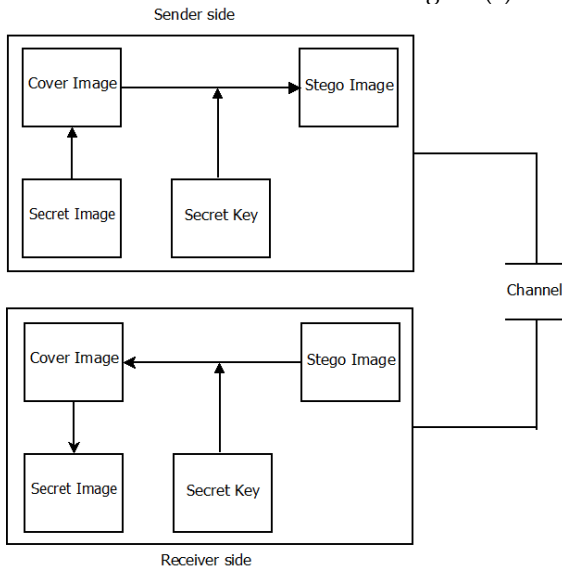 Sender side
Cover Image
Stego Image
Secret Image
Secret Key
Channel
Cover Image
Stego Image
Secret Image
Secret Key
Receiver side